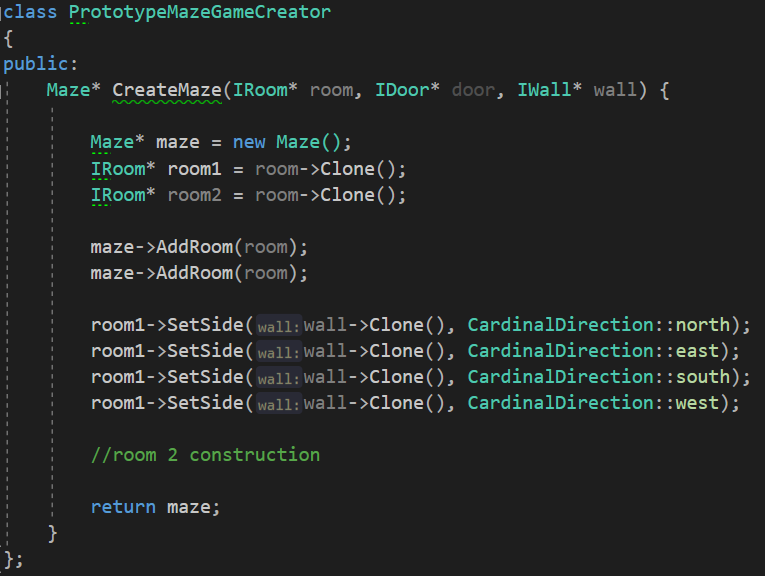 class PrototypeMazeGameCreator
{
public:
    Maze* CreateMaze(IRoom* room, IDoor* door, IWall* wall) {

        Maze* maze = new Maze();
        IRoom* room1 = room->Clone();
        IRoom* room2 = room->Clone();

        maze->AddRoom(room);
        maze->AddRoom(room);

        room1->SetSide(wall: wall->Clone(), CardinalDirection::north);
        room1->SetSide(wall: wall->Clone(), CardinalDirection::east);
        room1->SetSide(wall: wall->Clone(), CardinalDirection::south);
        room1->SetSide(wall: wall->Clone(), CardinalDirection::west);

        //room 2 construction

        return maze;
    }
};